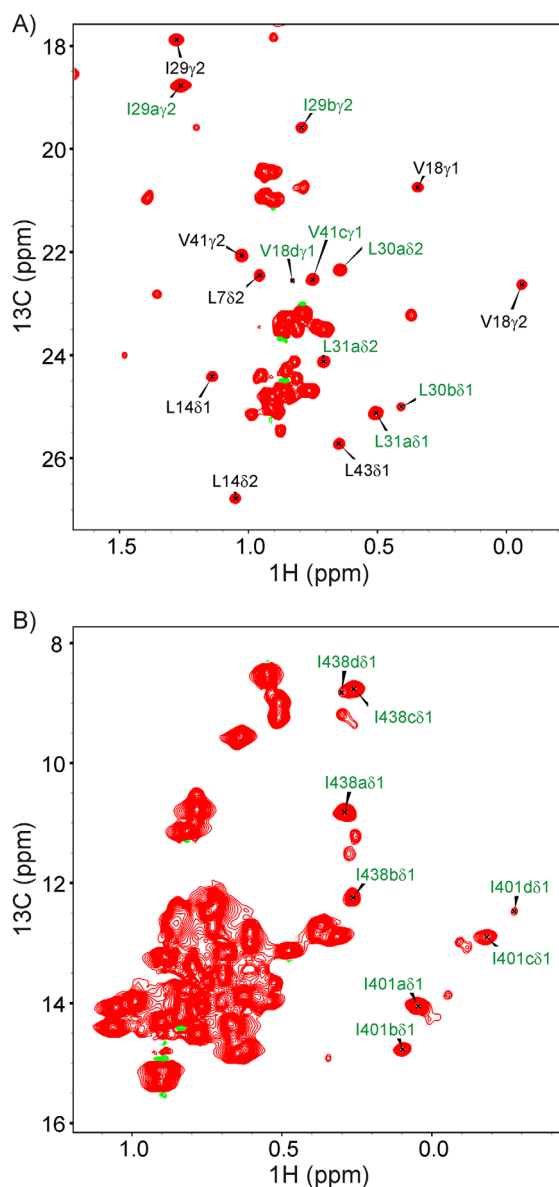 A)
18
20
22
24
26
13C (ppm)
I29γ2
I29aγ2
I29bγ2
V18γ1
V41γ2
V18dγ1
V41cγ1
L30aδ2
L7δ2
V18γ2
L31aδ2
L14δ1
L30bδ1
L31aδ1
L43δ1
L14δ2
1.5 1.0 0.5 0.0
1H (ppm)
B)
8
10
12
14
16
13C (ppm)
I438dδ1
I438cδ1
I438aδ1
I438bδ1
I401dδ1
I401cδ1
I401aδ1
I401bδ1
1.0 0.5 0.0
1H (ppm)